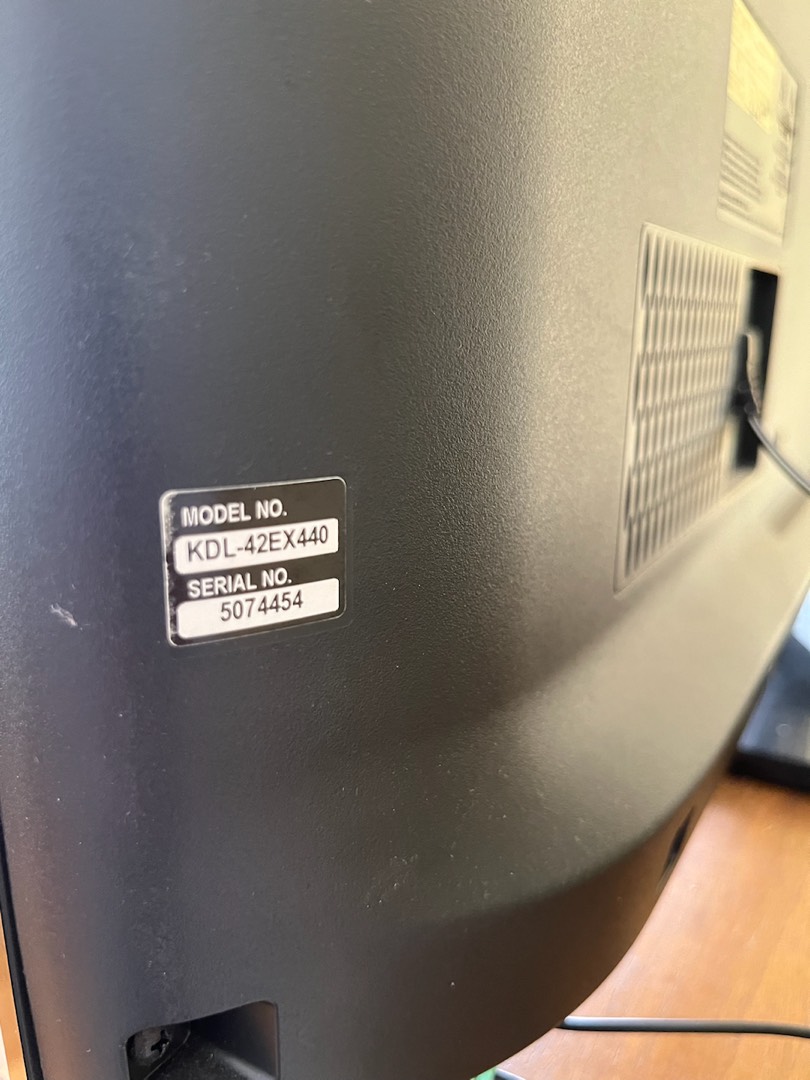 MODEL NO.
KDL-42EX440
SERIAL NO.
5074454